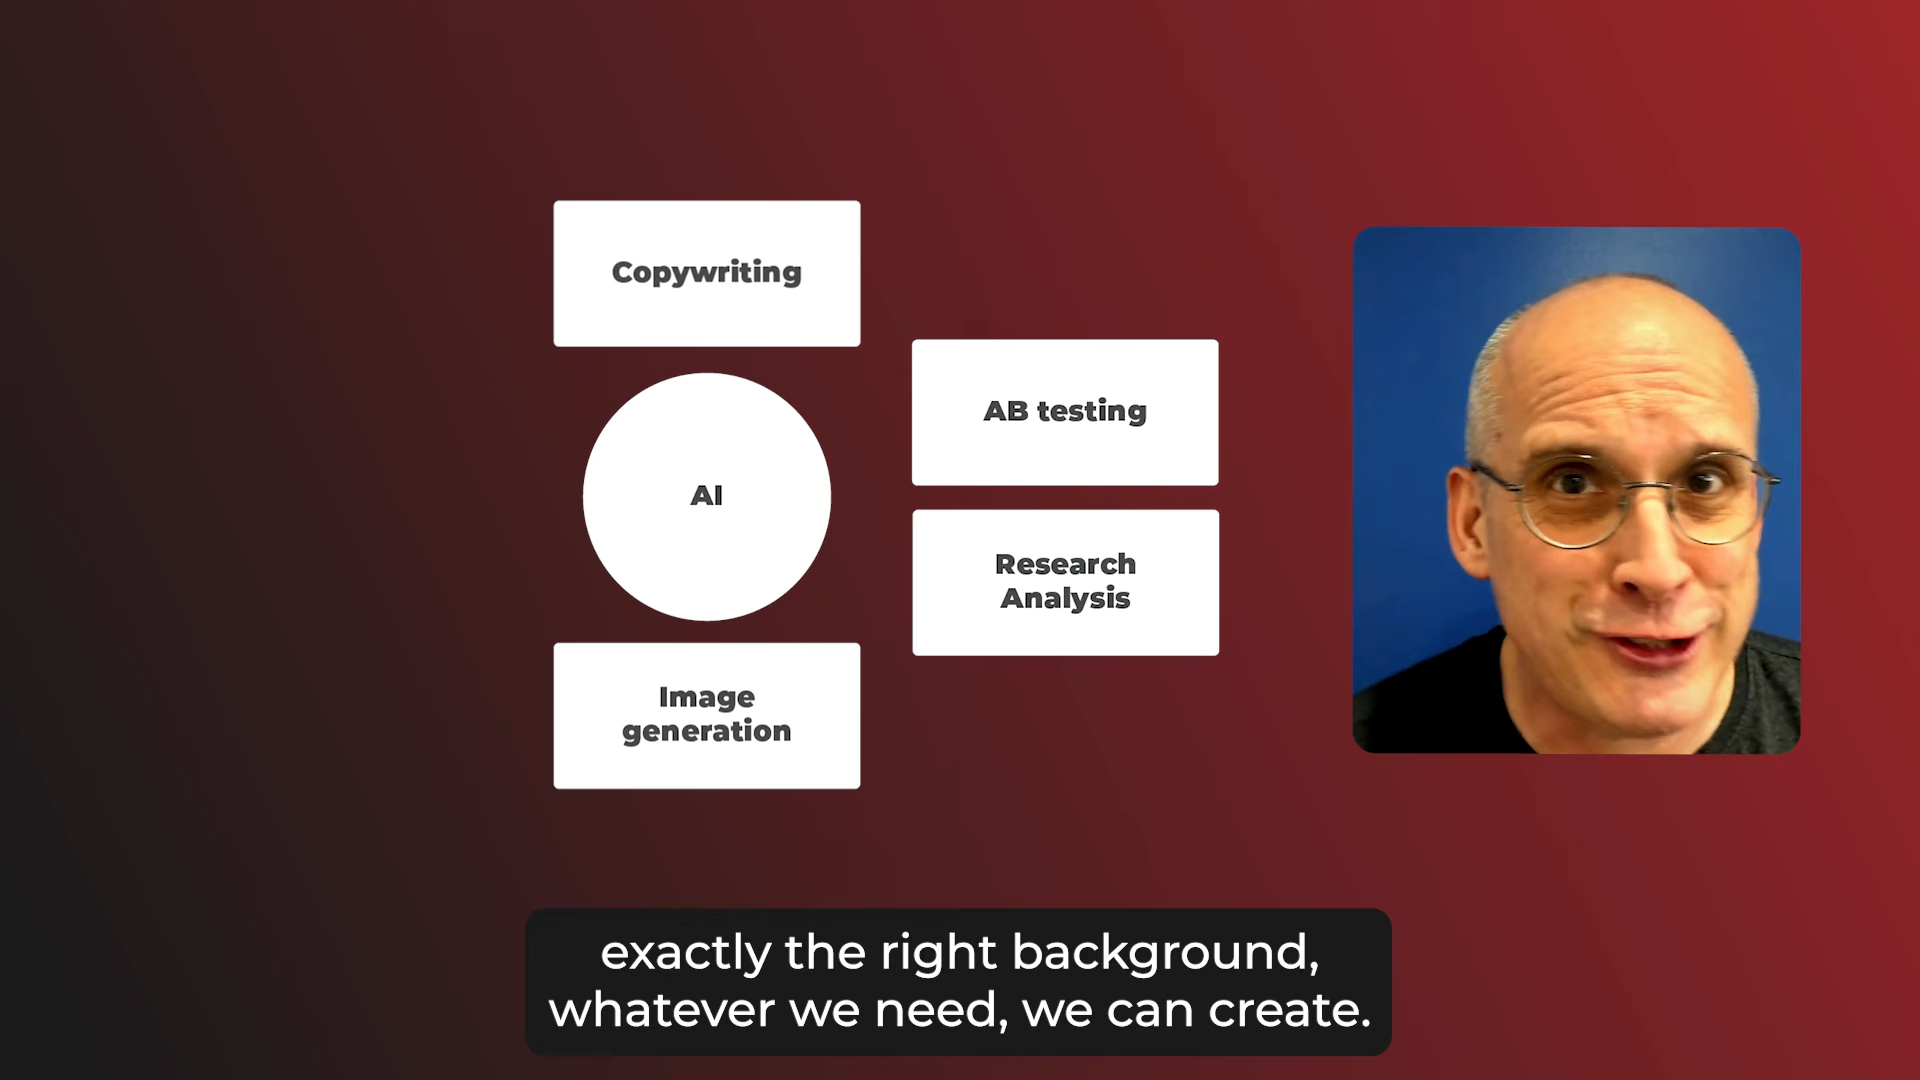 Copywriting
AB testing
AI
Research
Analysis
Image
generation
exactly the right background,
whatever we need, we can create.